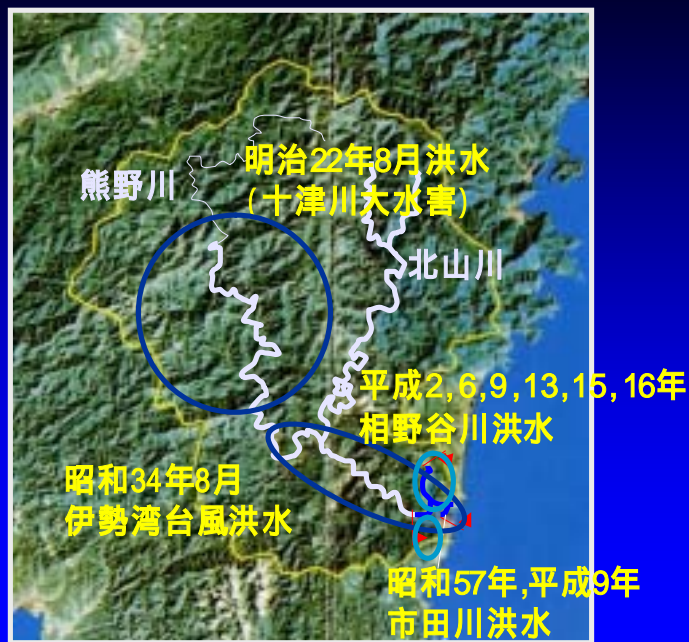 明治22年8月洪水
(十津川大水害)
熊野川
北山川
平成2,6,9,13,15,16年
相野谷川洪水
昭和34年8月
伊勢湾台風洪水
昭和57年,平成9年
市田川洪水